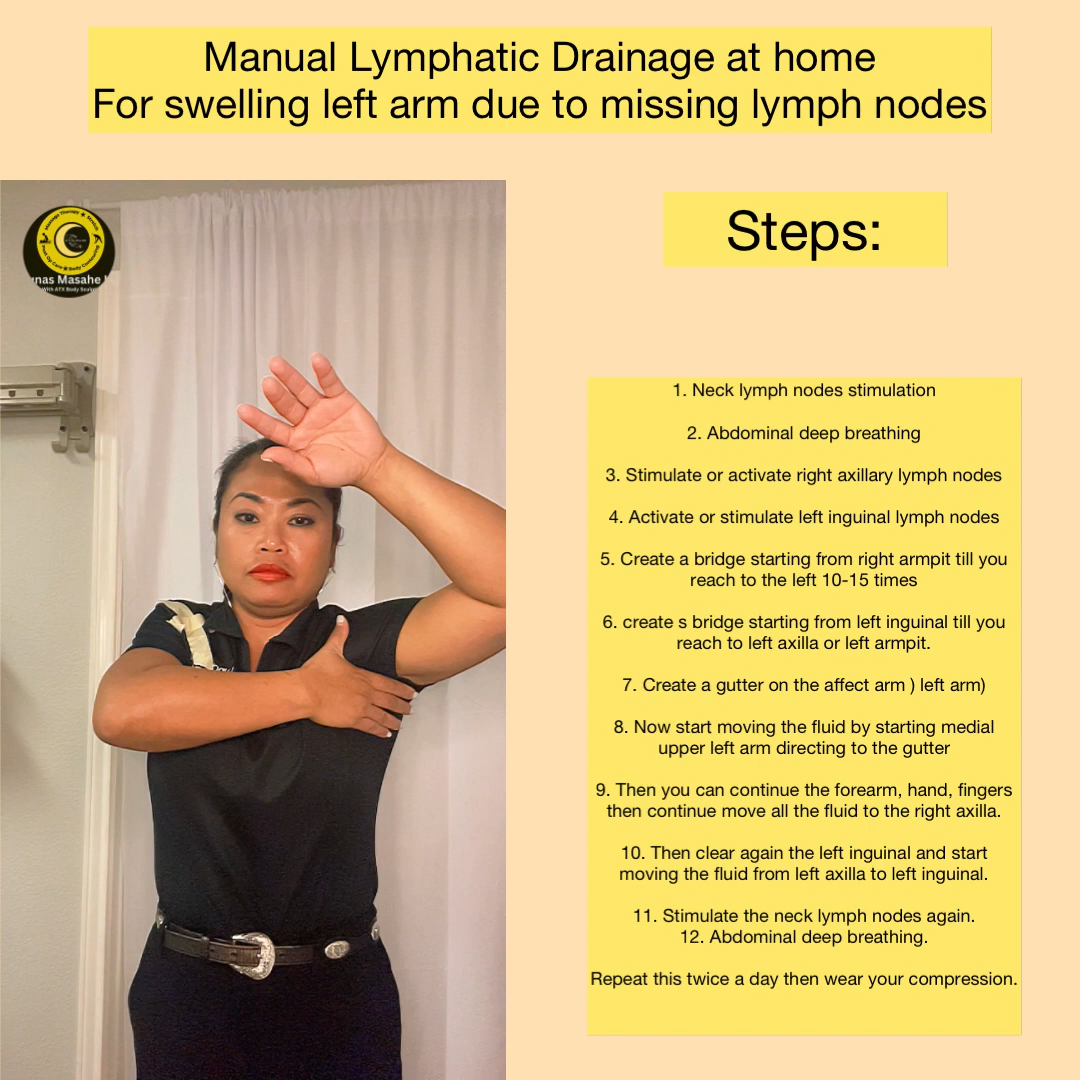 Manual Lymphatic Drainage at home
For swelling left arm due to missing lymph nodes
Steps:
Masahe
With ATX Body
1. Neck lymph nodes stimulation
2. Abdominal deep breathing
3. Stimulate or activate right axillary lymph nodes
4. Activate or stimulate left inguinal lymph nodes
5. Create a bridge starting from right armpit till you
reach to the left 10-15 times
6. create s bridge starting from left inguinal till you
reach to left axilla or left armpit.
7. Create a gutter on the affect arm ) left arm)
8. Now start moving the fluid by starting medial
upper left arm directing to the gutter
9. Then you can continue the forearm, hand, fingers
then continue move all the fluid to the right axilla.
10. Then clear again the left inguinal and start
moving the fluid from left axilla to left inguinal.
11. Stimulate the neck lymph nodes again.
12. Abdominal deep breathing.
Repeat this twice a day then wear your compression.